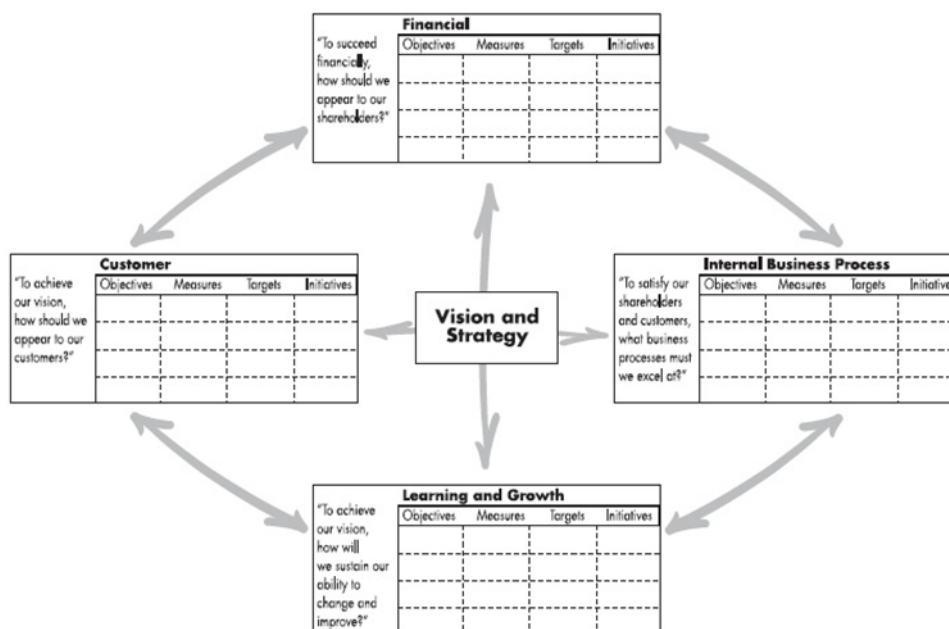 Financial
"To succeed
financially,
how should we
appear to our
shareholders?"
Objectives Measures Targets Initiatives
Customer
"To achieve
our vision,
how should we
appear to our
customers?"
Objectives Measures Targets Initiatives
Vision and
Strategy
Internal Business Process
"To satisfy our
shareholders
and customers,
what business
processes must
we excel at?"
Objectives Measures Targets Initiative
Learning and Growth
"To achieve
our vision,
how will
we sustain our
ability to
change and
improve?"
Objectives Measures Targets Initiatives